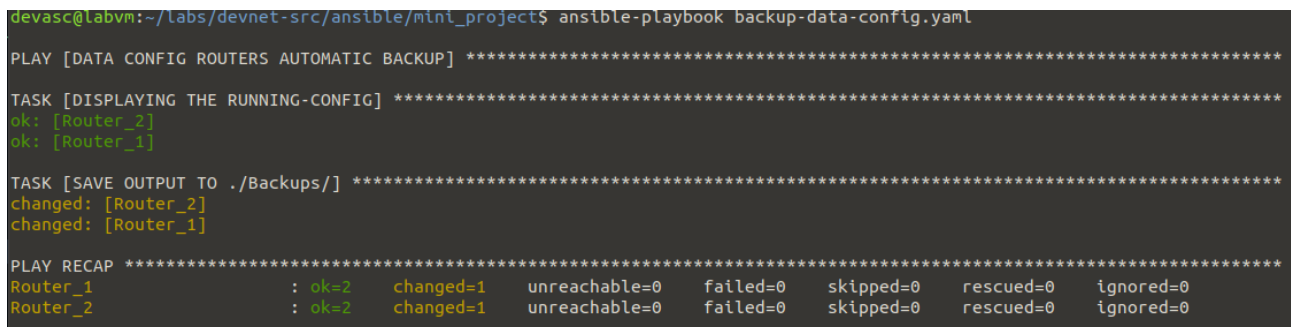 devasc@labvm:~/labs/devnet-src/ansible/mini_project$ ansible-playbook backup-data-config.yaml
PLAY [DATA CONFIG ROUTERS AUTOMATIC BACKUP] *******************************************************************************
TASK [DISPLAYING THE RUNNING-CONFIG] **************************************************************************************
ok: [Router_2]
ok: [Router_1]
TASK [SAVE OUTPUT TO ./Backups/] ******************************************************************************************
changed: [Router_2]
changed: [Router_1]
PLAY RECAP ****************************************************************************************************************
Router_1 : ok=2 changed=1 unreachable=0 failed=0 skipped=0 rescued=0 ignored=0
Router_2 : ok=2 changed=1 unreachable=0 failed=0 skipped=0 rescued=0 ignored=0